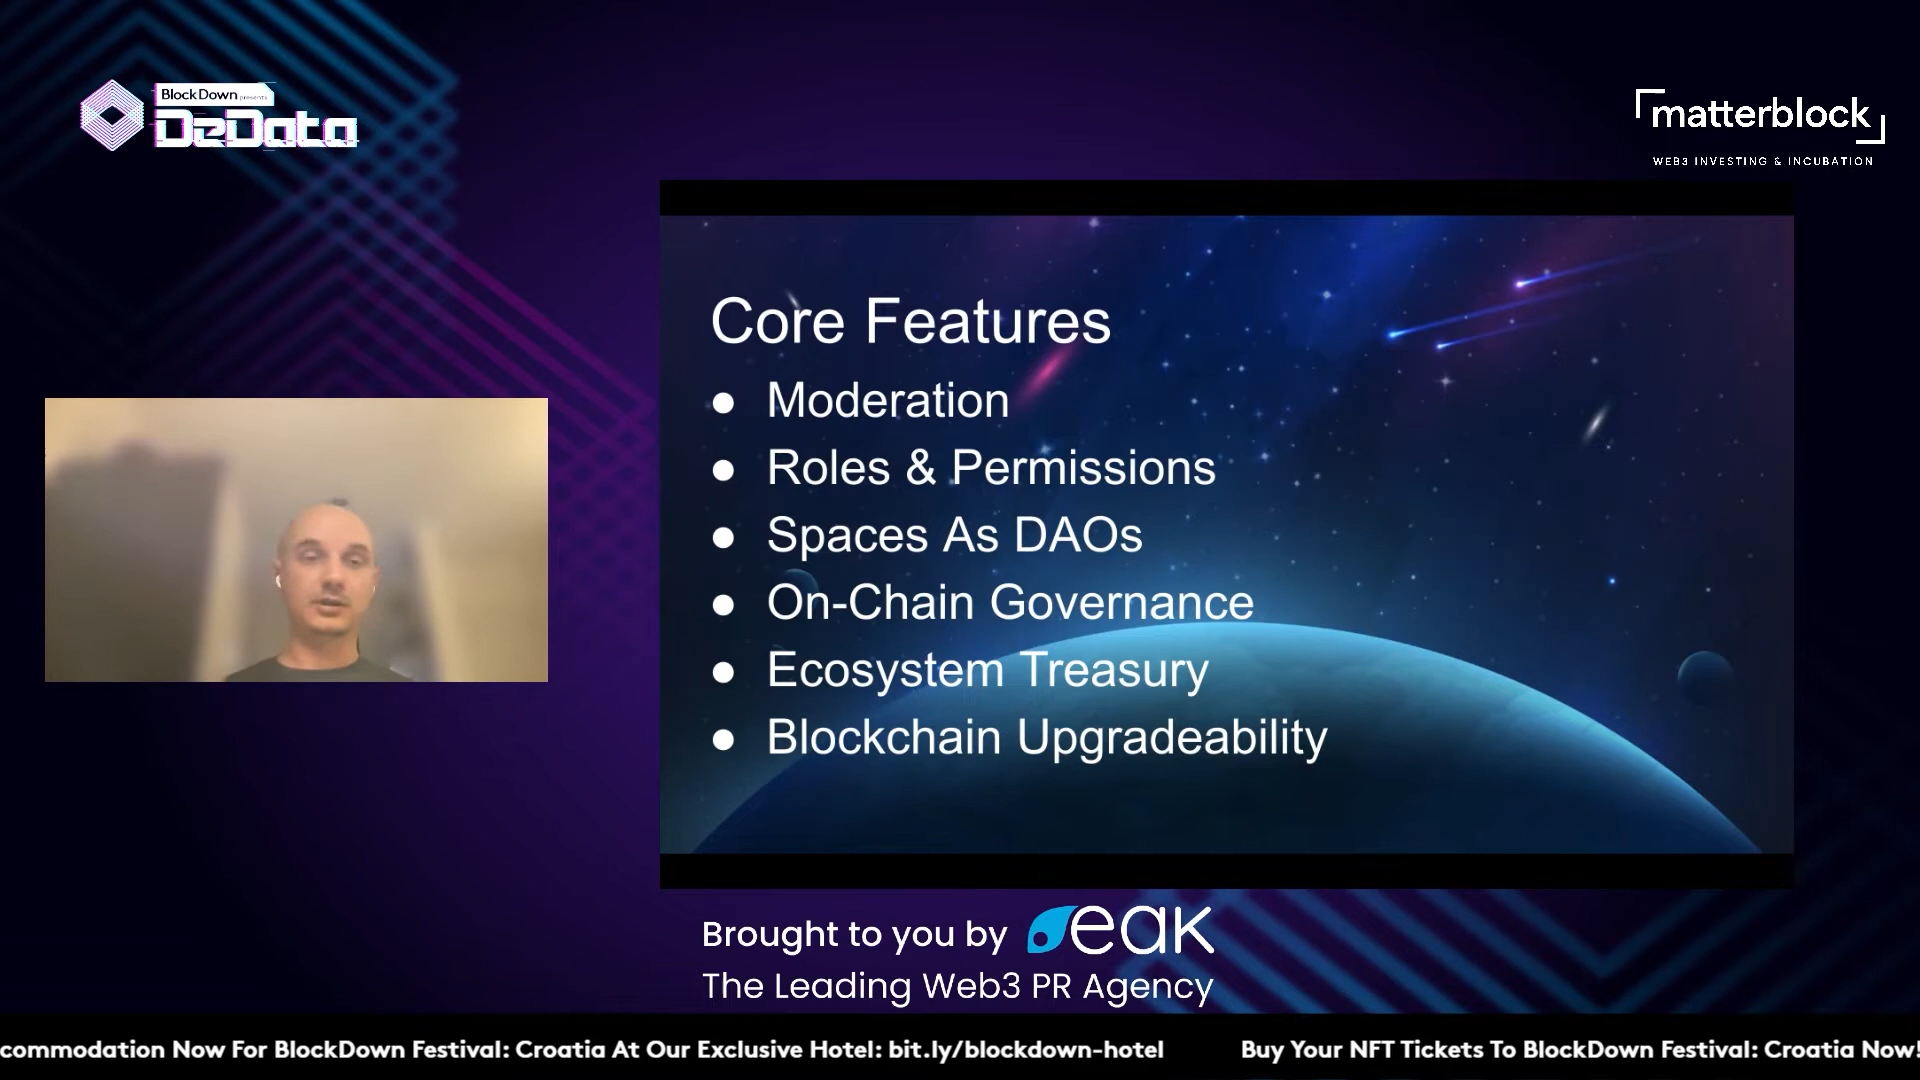 BlockDown presents
DeData
matterblock
WEB3 INVESTING & INCUBATION
Core Features
● Moderation
● Roles & Permissions
● Spaces As DAOs
● On-Chain Governance
● Ecosystem Treasury
● Blockchain Upgradeability
Brought to you by eak
The Leading Web3 PR Agency
commodation Now For BlockDown Festival: Croatia At Our Exclusive Hotel: bit.ly/blockdown-hotel Buy Your NFT Tickets To BlockDown Festival: Croatia Now!